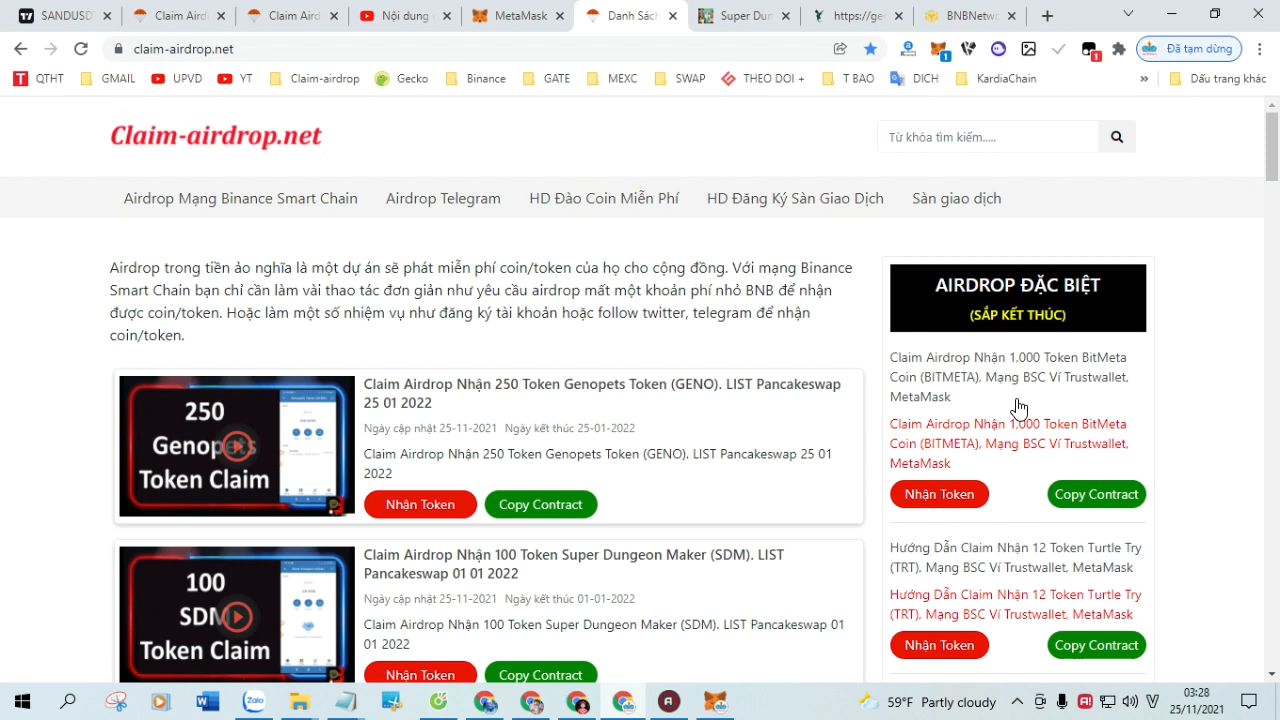 SANDUSD
Claim Aird
Claim Aird
Nội dung
MetaMask
Danh Sách
Super Dun
https://ge
BNBNetwo
claim-airdrop.net
1
1
Đã tạm dừng
QTHT
GMAIL
UPVD
YT
Claim-airdrop
Gecko
Binance
GATE
MEXC
SWAP
THEO DOI +
T BAO
DICH
KardiaChain
»
Dấu trang khác
Claim-airdrop.net
Từ khóa tìm kiếm.....
Airdrop Mạng Binance Smart Chain
Airdrop Telegram
HD Đào Coin Miễn Phí
HD Đăng Ký Sàn Giao Dịch
Sàn giao dịch
Airdrop trong tiền ảo nghĩa là một dự án sẽ phát miễn phí coin/token của họ cho cộng đồng. Với mạng Binance
Smart Chain bạn chỉ cần làm vài thao tác đơn giản như yêu cầu airdrop mất một khoản phí nhỏ BNB để nhận
được coin/token. Hoặc làm một số nhiệm vụ như đăng ký tài khoản hoặc follow twitter, telegram để nhận
coin/token.
250
Genopets
Token Claim
Claim Airdrop Nhận 250 Token Genopets Token (GENO). LIST Pancakeswap
25 01 2022
Ngày cập nhật 25-11-2021 Ngày kết thúc 25-01-2022
Claim Airdrop Nhận 250 Token Genopets Token (GENO). LIST Pancakeswap 25 01
2022
Nhận Token
Copy Contract
100
SDM
Token Claim
Claim Airdrop Nhận 100 Token Super Dungeon Maker (SDM). LIST
Pancakeswap 01 01 2022
Ngày cập nhật 25-11-2021 Ngày kết thúc 01-01-2022
Claim Airdrop Nhận 100 Token Super Dungeon Maker (SDM). LIST Pancakeswap 01
01 2022
Nhận Token
Copy Contract
AIRDROP ĐẶC BIỆT
(SẮP KẾT THÚC)
Claim Airdrop Nhận 1,000 Token BitMeta
Coin (BITMETA), Mạng BSC Ví Trustwallet,
MetaMask
Claim Airdrop Nhận 1,000 Token BitMeta
Coin (BITMETA), Mạng BSC Ví Trustwallet,
MetaMask
Nhận Token
Copy Contract
Hướng Dẫn Claim Nhận 12 Token Turtle Try
(TRT), Mạng BSC Ví Trustwallet, MetaMask
Hướng Dẫn Claim Nhận 12 Token Turtle Try
(TRT), Mạng BSC Ví Trustwallet, MetaMask
Nhận Token
Copy Contract
Zalo
59°F Partly cloudy
03:28
25/11/2021